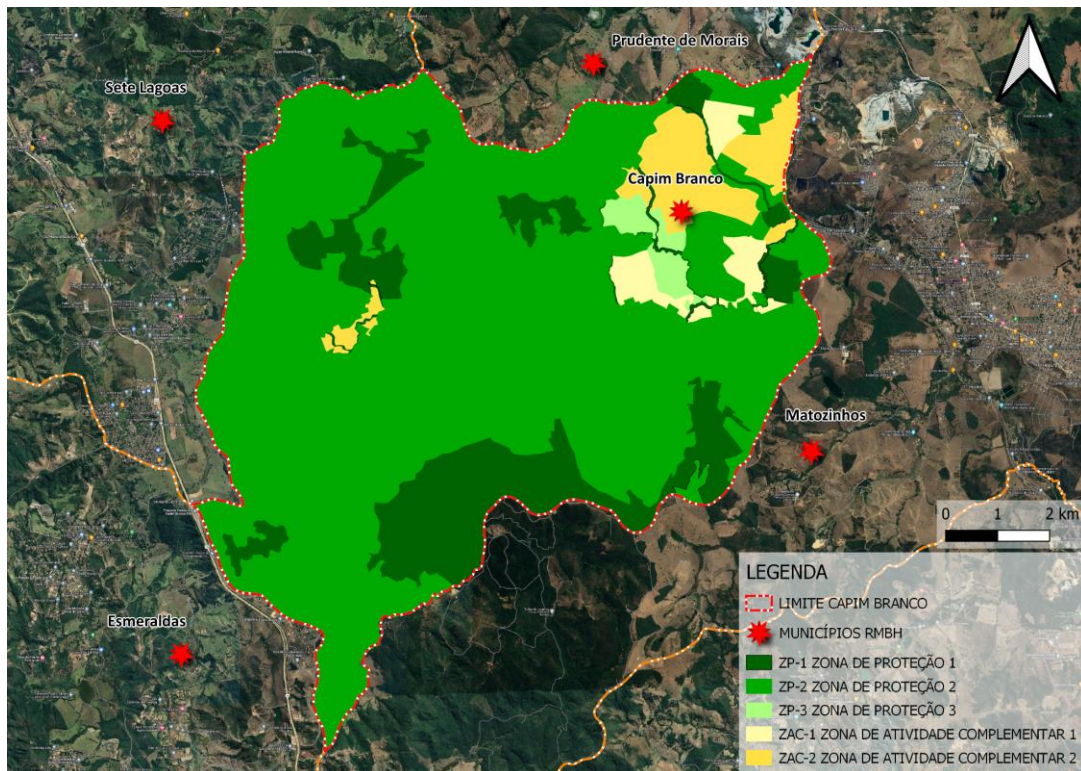 Prudente de Morais
Sete Lagoas
Capim Branco
Matozinhos
Esmeraldas
0 1 2 km
LEGENDA
LIMITE CAPIM BRANCO
MUNICÍPIOS RMBH
ZP-1 ZONA DE PROTEÇÃO 1
ZP-2 ZONA DE PROTEÇÃO 2
ZP-3 ZONA DE PROTEÇÃO 3
ZAC-1 ZONA DE ATIVIDADE COMPLEMENTAR 1
ZAC-2 ZONA DE ATIVIDADE COMPLEMENTAR 2